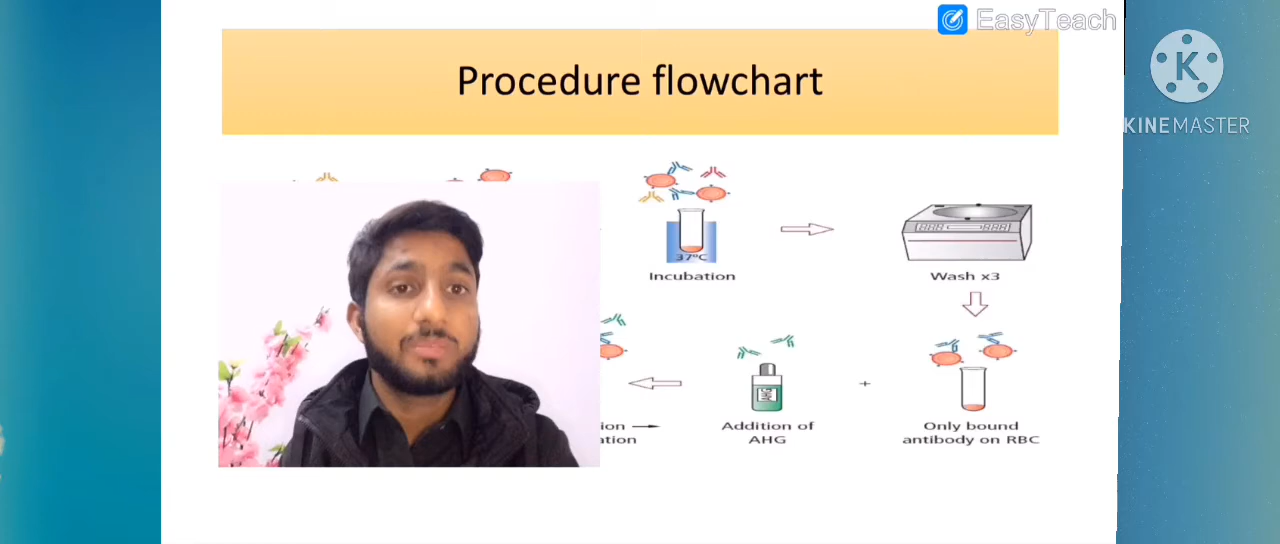 EasyTeach
K
KINEMASTER
Procedure flowchart
37°C
Incubation
Wash x3
Addition of
AHG
Only bound
antibody on RBC